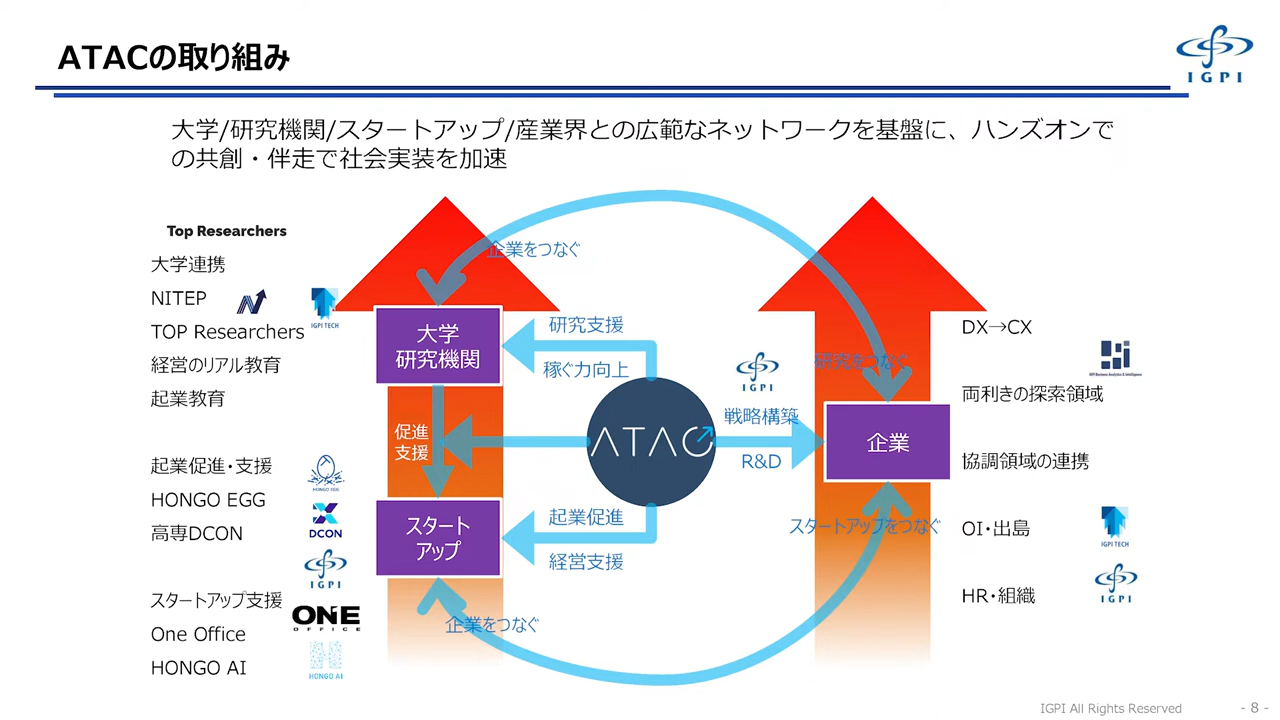 ATACの取り組み
IGPI
大学/研究機関/スタートアップ/産業界との広範なネットワークを基盤に、ハンズオンで
の共創・伴走で社会実装を加速
Top Researchers
大学連携
NITEP
IGPI TECH
TOP Researchers
経営のリアル教育
起業教育
起業促進・支援
HONGO EGG
HONGO EGG
高専DCON
DCON
IGPI
スタートアップ支援
ONE
OFFICE
One Office
HONGO AI
HONGO AI
企業をつなぐ
大学
研究機関
研究支援
稼ぐ力向上
促進
支援
ATAC
スタート
アップ
起業促進
経営支援
企業をつなぐ
IGPI
戦略構築
R&D
研究をつなぐ
企業
スタートアップをつなぐ
DX→CX
IGPI Business Analytics & Intelligence
両利きの探索領域
協調領域の連携
OI・出島
IGPI TECH
HR・組織
IGPI
IGPI All Rights Reserved
- 8 -